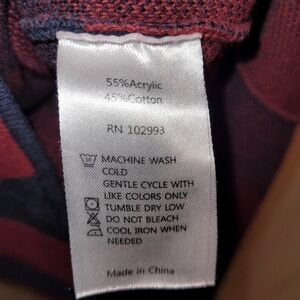 55%Acrylic
45%Cotton
RN 102993
MACHINE WASH
COLD
GENTLE CYCLE WITH
LIKE COLORS ONLY
TUMBLE DRY LOW
DO NOT BLEACH
COOL IRON WHEN
NEEDED
Made in China